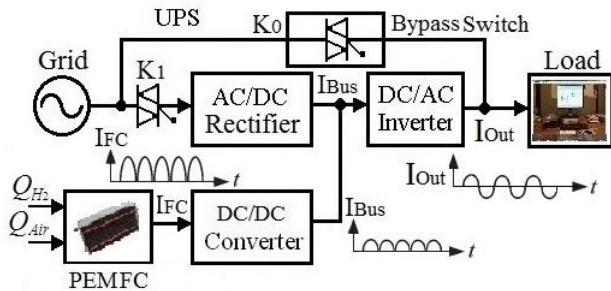 UPS
K0
Bypass Switch
Grid
K1
AC/DC
Rectifier
IBus
DC/AC
Inverter
IOut
Load
IFC
t
QH2
QAir
IFC
DC/DC
Converter
PEMFC
IBus
t
IOut
t